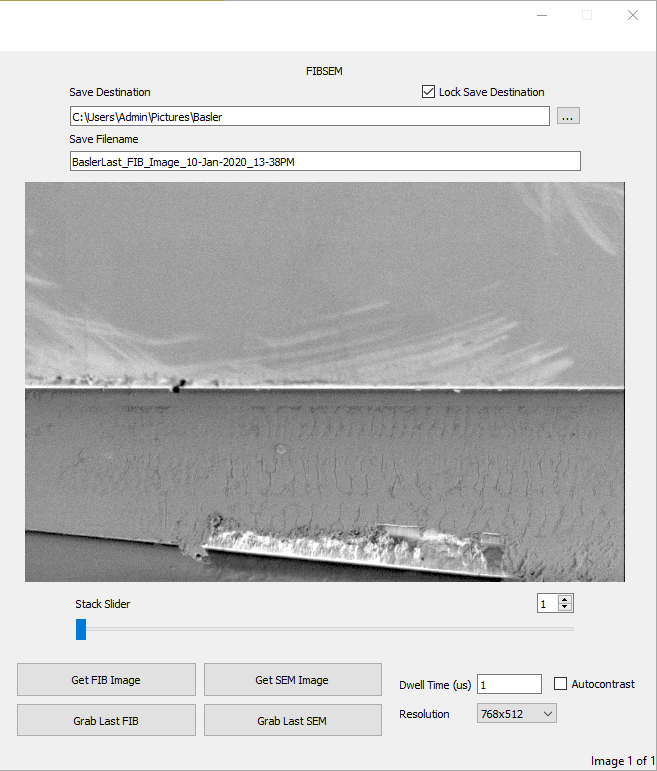 FIBSEM
Save Destination
Lock Save Destination
C:\Users\Admin\Pictures\Basler
...
Save Filename
BaslerLast_FIB_Image_10-Jan-2020_13-38PM
Stack Slider
1
Get FIB Image
Get SEM Image
Dwell Time (us)
1
Autocontrast
Grab Last FIB
Grab Last SEM
Resolution
768x512
Image 1 of 1